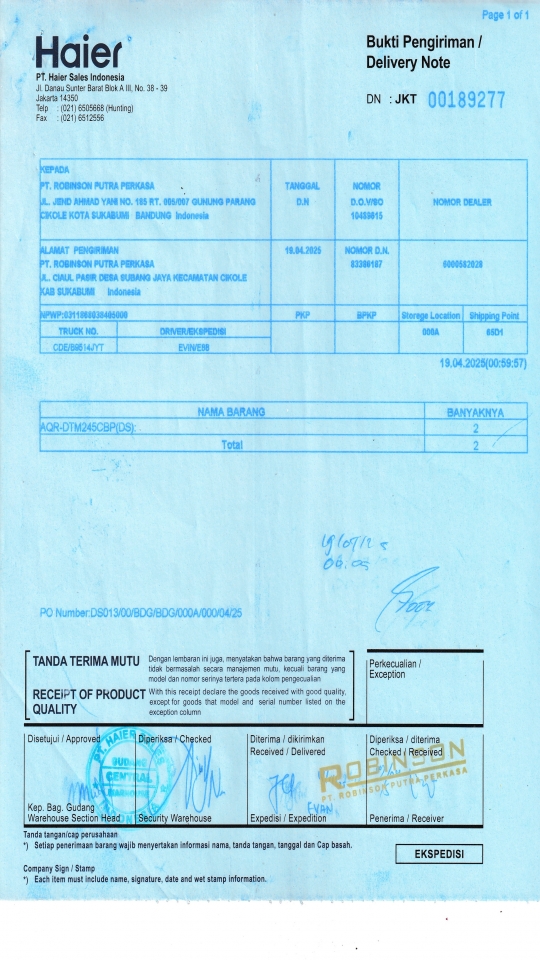 Page 1 of 1
Haier
PT. Haier Sales Indonesia
Jl. Danau Sunter Barat Blok A III, No. 38 - 39
Jakarta 14350
Telp : (021) 6505668 (Hunting)
Fax : (021) 6512556
Bukti Pengiriman /
Delivery Note
DN : JKT 00189277
KEPADA
PT. ROBINSON PUTRA PERKASA
JL. JEND AHMAD YANI NO. 185 RT. 005/007 GUNUNG PARANG
CIKOLE KOTA SUKABUMI BANDUNG Indonesia
TANGGAL
D.N
NOMOR
D.O.W/SO
10489815
NOMOR DEALER
ALAMAT PENGIRIMAN
PT. ROBINSON PUTRA PERKASA
JL. CIAUL PASIR DESA SUBANG JAYA KECAMATAN CIKOLE
KAB SUKABUMI Indonesia
19.04.2025
NOMOR D.N.
83386187
PKP
BPKP
Storege Location
Shipping Point
TRUCK NO.
DRIVER/EKSPEDISI
000A
65D1
EVIN/E68
19.04.2025(00:59:57)
NAMA BARANG
BANYAKNYA
AQR-DTM245CBP(DS):
2
Total
2
PO Number:DS013/00/BDG/BDG/000A/000/04/25
TANDA TERIMA MUTU
Dengan lembaran ini juga, menyatakan bahwa barang yang diterima
tidak bermasalah secara manajemen mutu, kecuali barang yang
model dan nomor serinya tertera pada kolom pengecualian
RECEIPT OF PRODUCT
QUALITY
With this receipt declare the goods received with good quality,
except for goods that model and serial number listed on the
exception column
Perkecualian /
Exception
Disetujui / Approved
Diperiksa / Checked
Diterima / dikirimkan
Received / Delivered
Diperiksa / diterima
Checked / Received
PT. HAIER
GUDANG
CENTRAL
ROBINSON
PT. ROBINSON PUTRA PERKASA
EVAN
Kep. Bag. Gudang
Warehouse Section Head
Security Warehouse
Expedisi / Expedition
Penerima / Receiver
Tanda tangan/cap perusahaan
*) Setiap penerimaan barang wajib menyertakan informasi nama, tanda tangan, tanggal dan Cap basah.
EKSPEDISI
Company Sign / Stamp
*) Each item must include name, signature, date and wet stamp information.